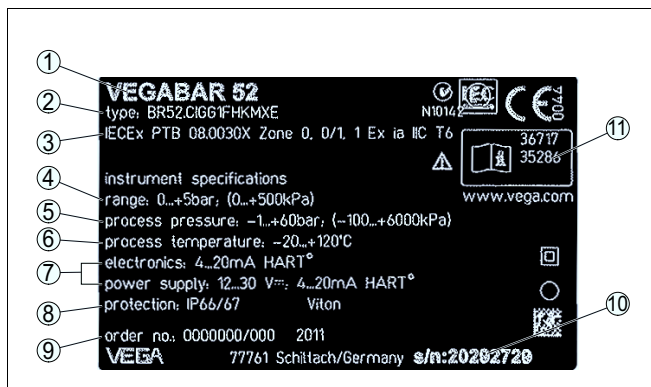 1
VEGABAR 52
IEC
CE 0044
2
type: BR52.CIGG1FHKMXE
N10142
3
IECEx PTB 08.0030X Zone 0, 0/1, 1 Ex ia IIC T6
36717
35286
11
www.vega.com
instrument specifications
4
range: 0...+5bar; (0...+500kPa)
5
process pressure: -1...+60bar; (-100...+6000kPa)
6
process temperature: -20...+120°C
7
electronics: 4...20mA HART®
power supply: 12...30 V⎓; 4...20mA HART®
8
protection: IP66/67 Viton
10
9
order no.: 0000000/000 2011
VEGA 77761 Schiltach/Germany s/n:20202720